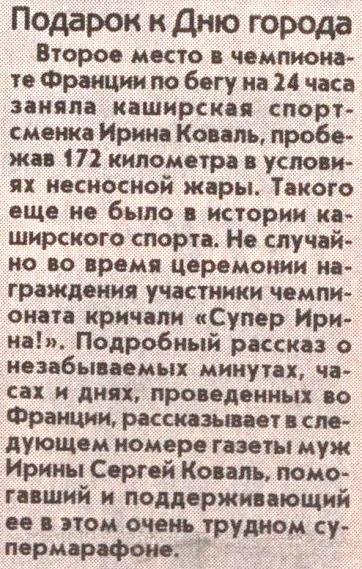 Подарок к Дню города
Второе место в чемпиона-
те Франции по бегу на 24 часа
заняла каширская спорт-
сменка Ирина Коваль, пробе-
жав 172 километра в услови-
ях несносной жары. Такого
еще не было в истории ка-
ширского спорта. Не случай-
но во время церемонии на-
граждения участники чемпи-
оната кричали «Супер Ири-
на!». Подробный рассказ о
незабываемых минутах, ча-
сах и днях, проведенных во
Франции, рассказывает в сле-
дующем номере газеты муж
Ирины Сергей Коваль, помо-
гавший и поддерживающий
ее в этом очень трудном су-
пермарафоне.